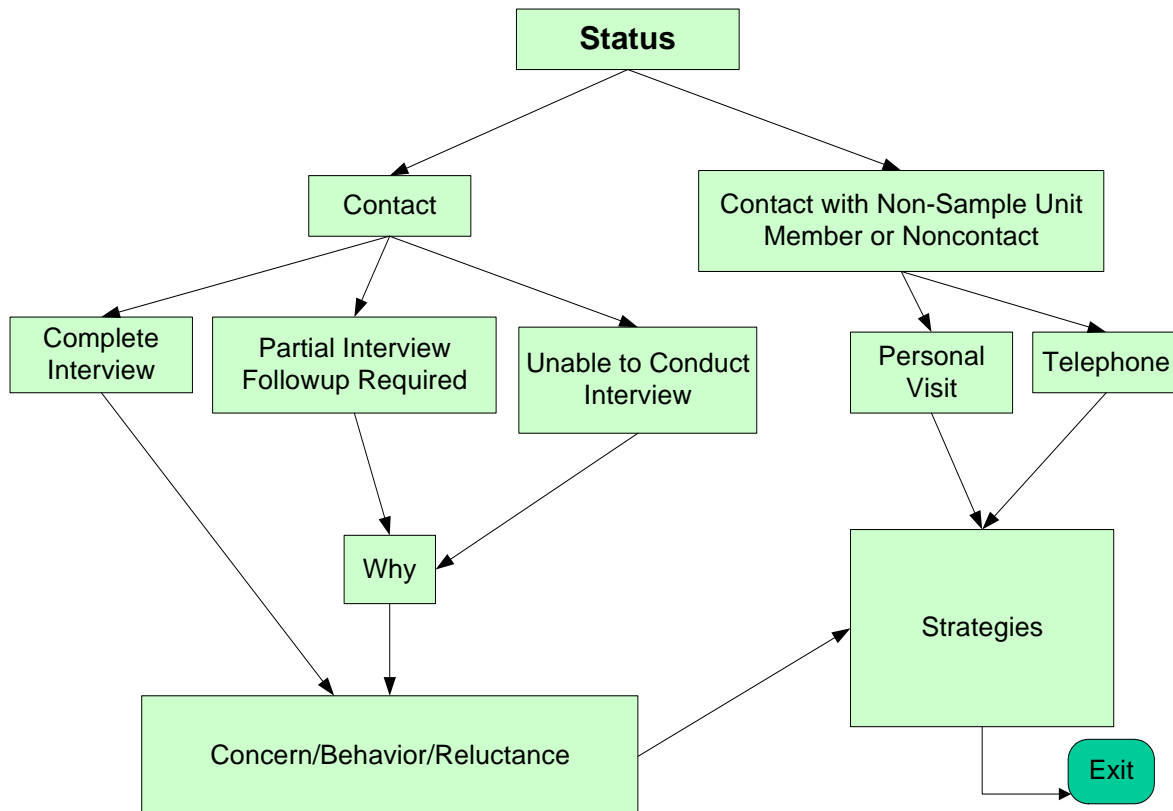 Status
Contact
Contact with Non-Sample Unit
Member or Noncontact
Complete
Interview
Partial Interview
Followup Required
Unable to Conduct
Interview
Personal
Visit
Telephone
Why
Strategies
Concern/Behavior/Reluctance
Exit